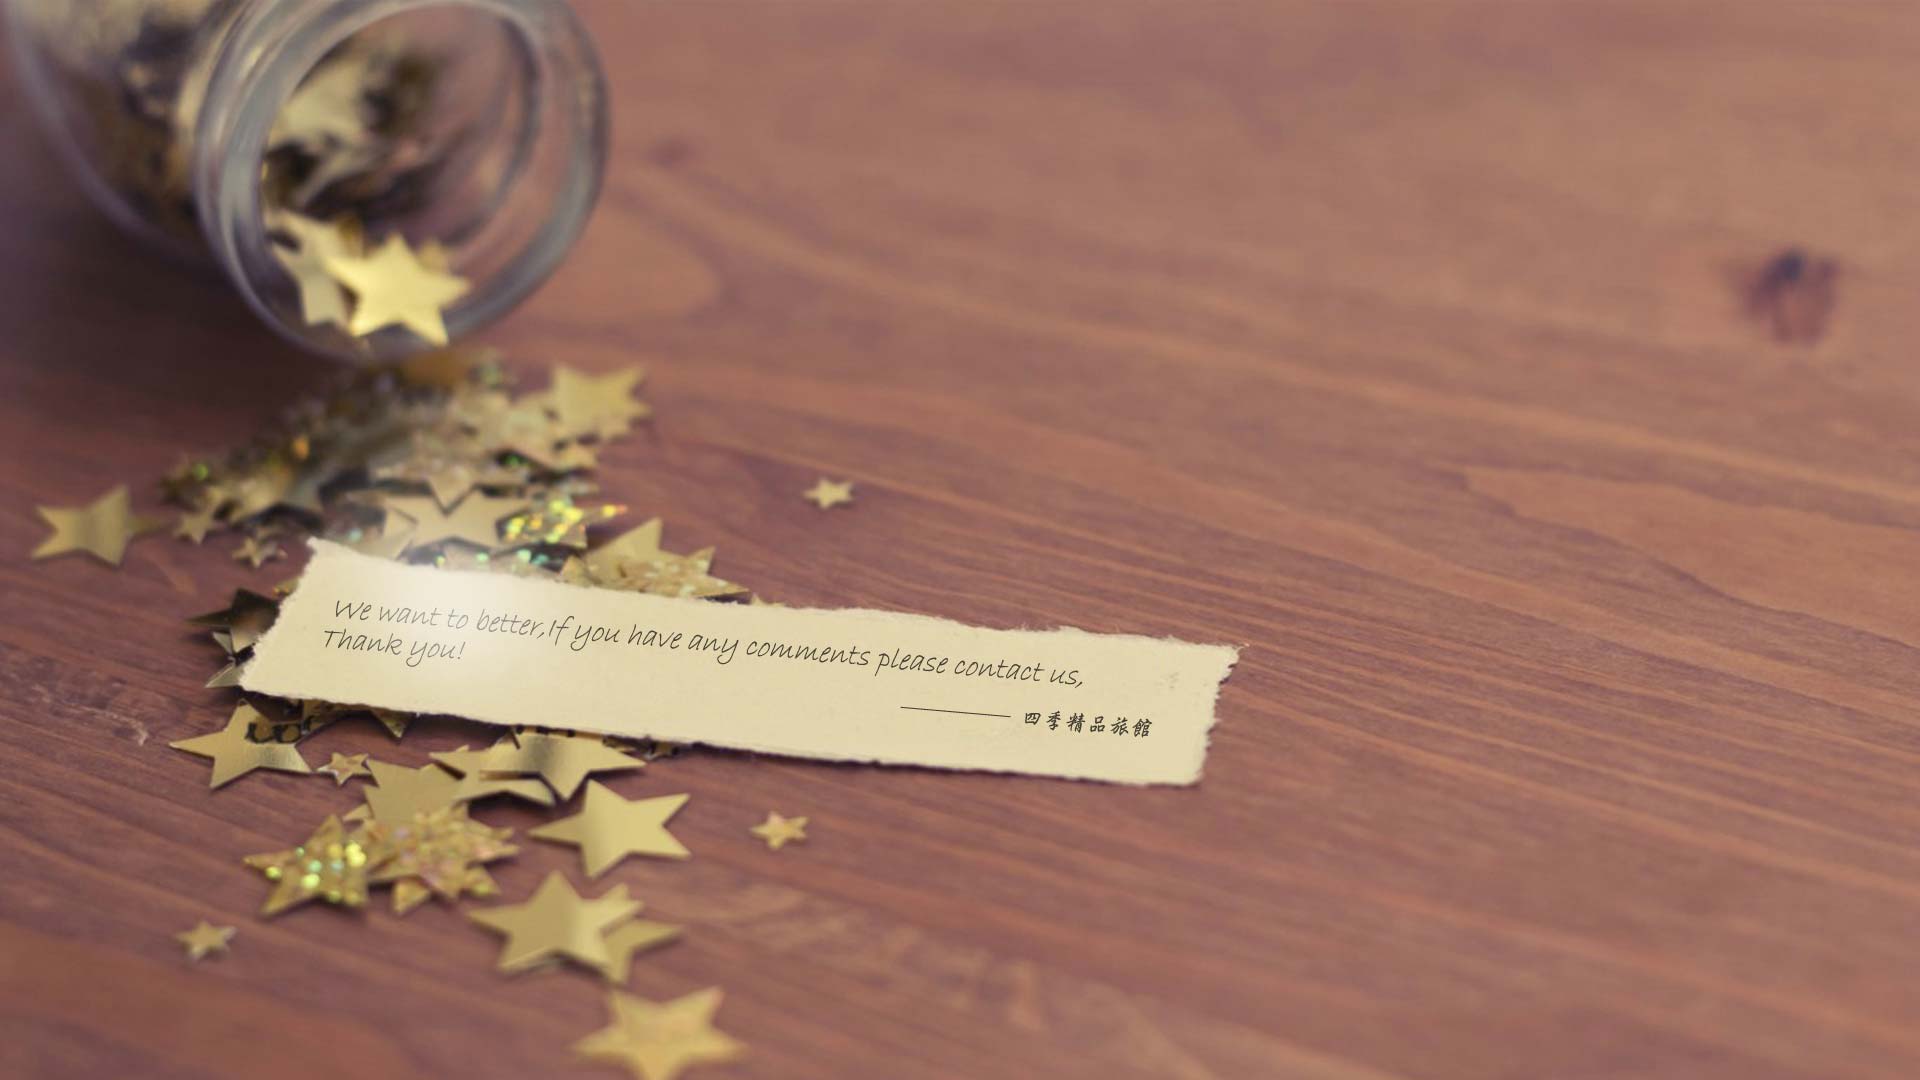 We want to better,If you have any comments please contact us,
Thank you!
四季精品旅館